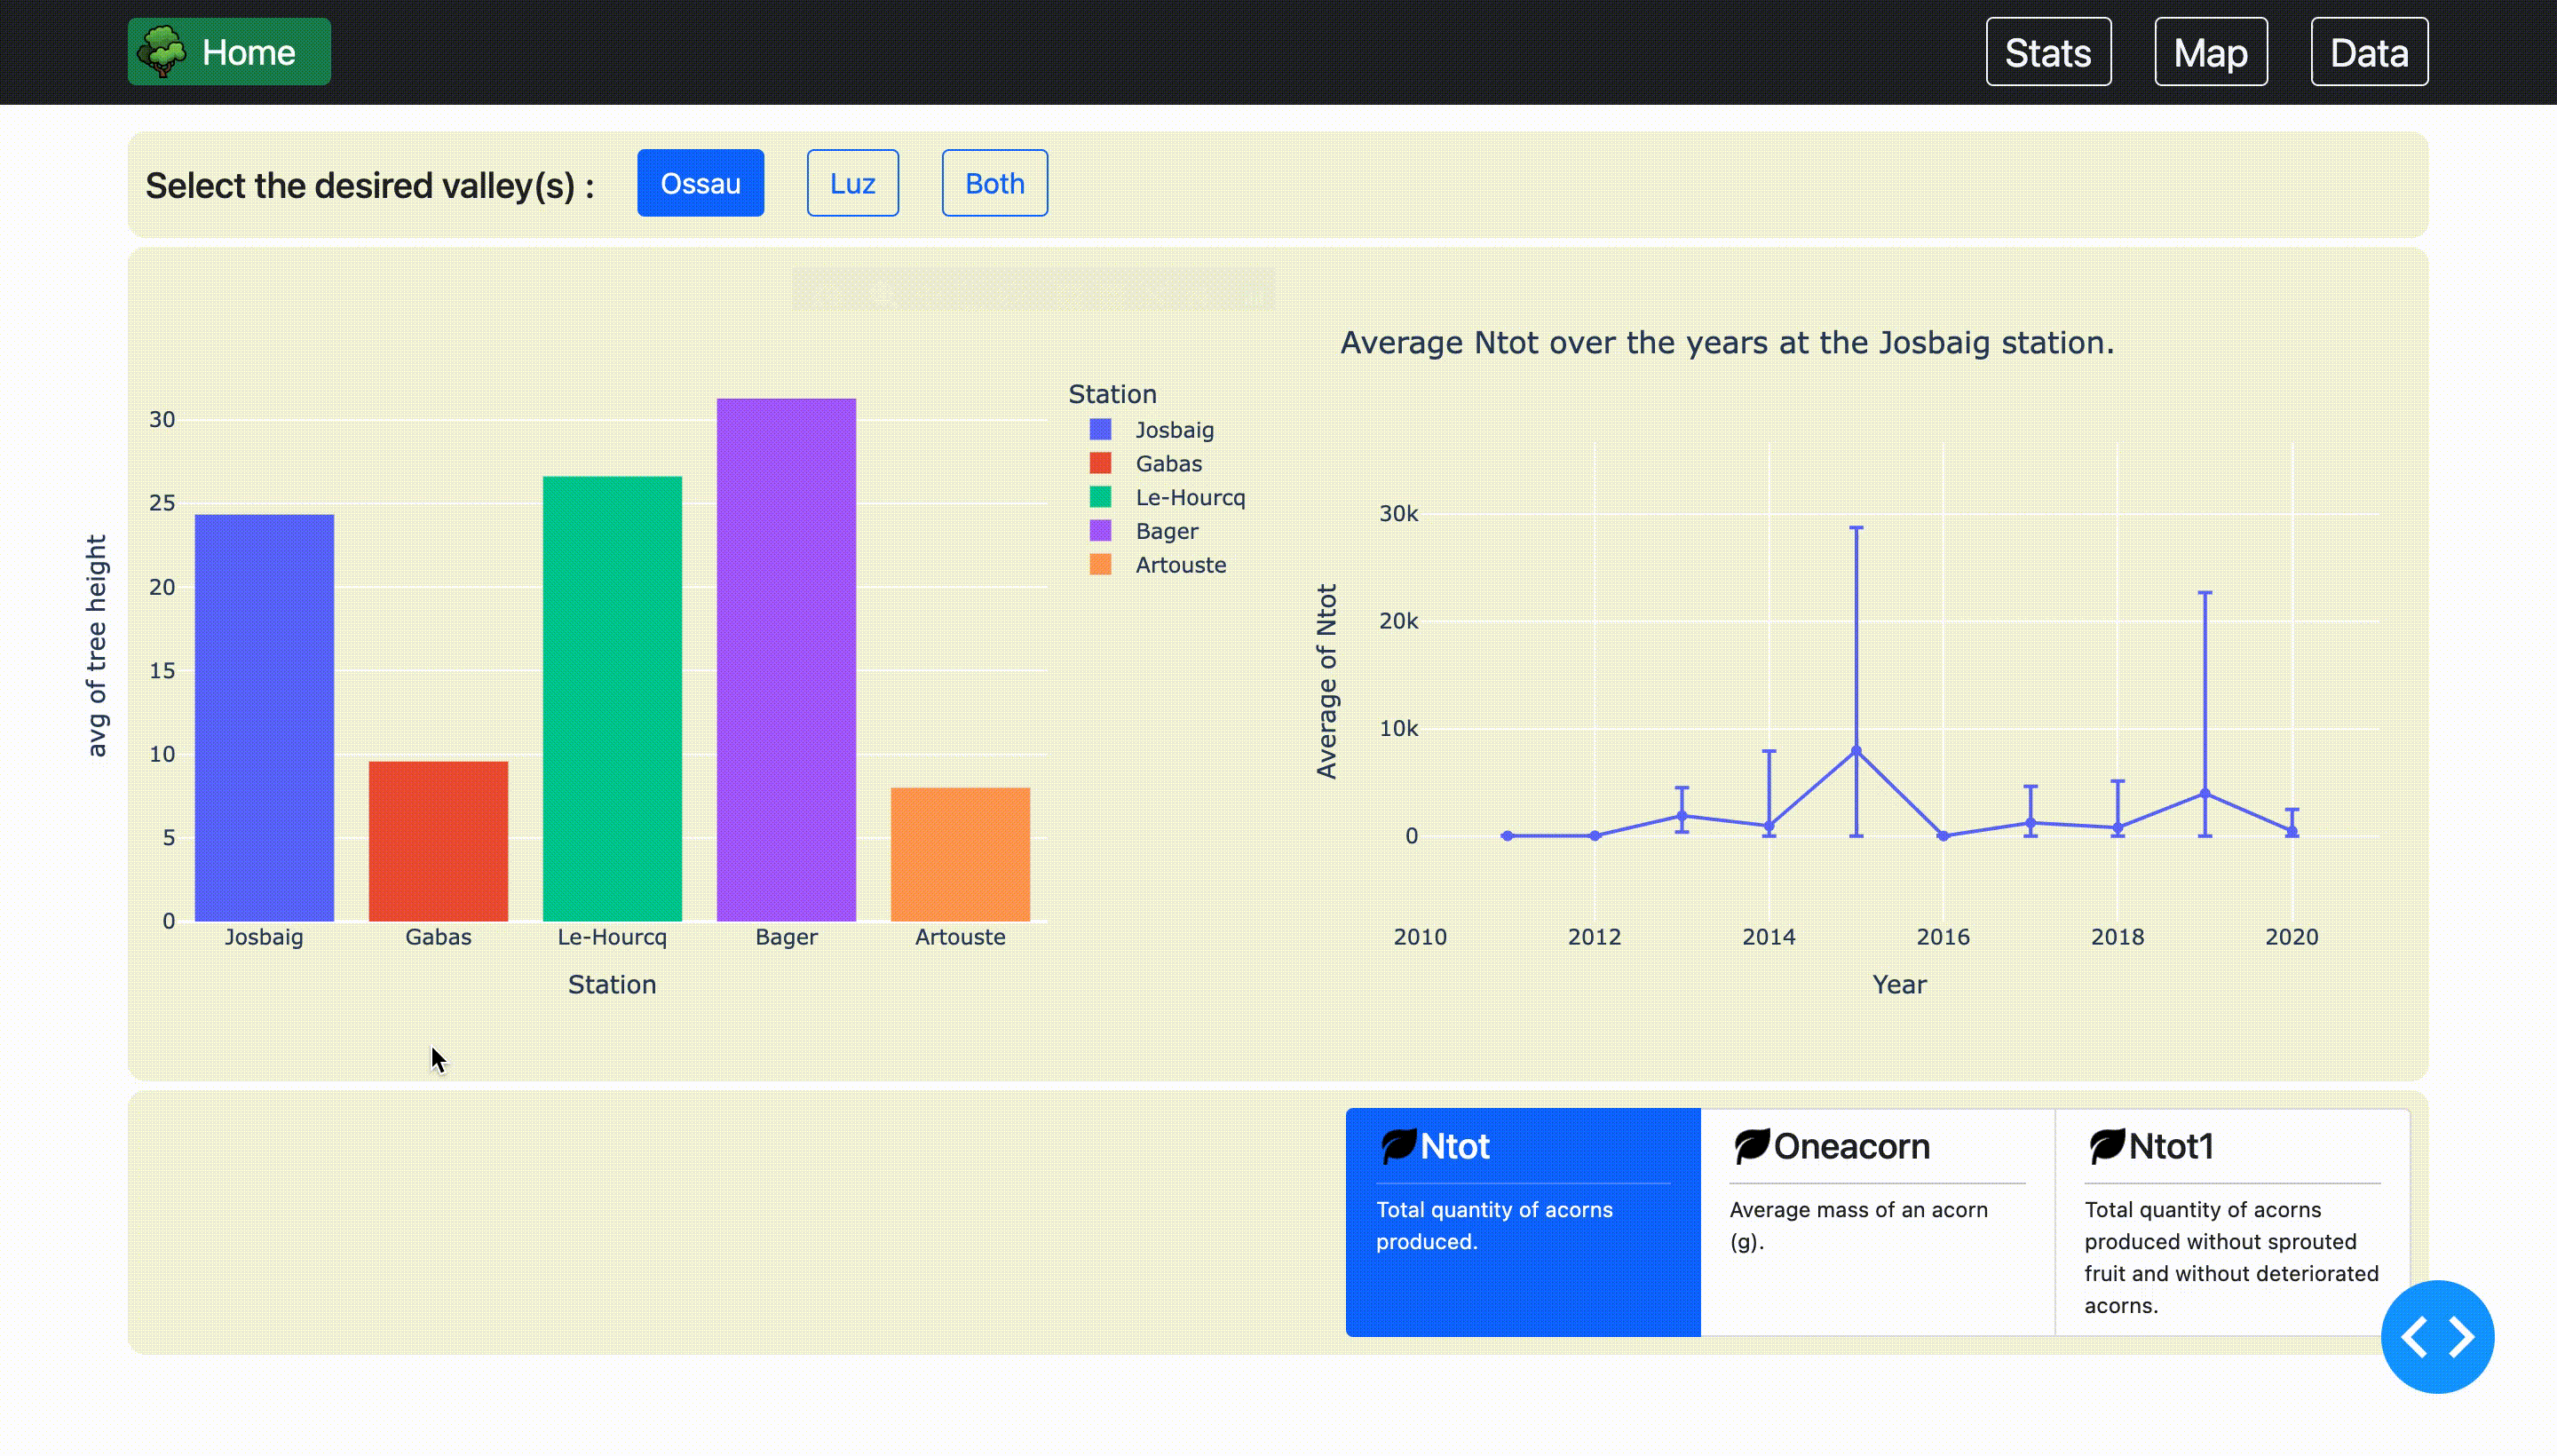 Home
Stats
Map
Data
Select the desired valley(s) :
Ossau
Luz
Both
30
25
20
15
10
5
0
avg of tree height
Josbaig
Gabas
Le-Hourcq
Bager
Artouste
Station
Station
Josbaig
Gabas
Le-Hourcq
Bager
Artouste
Average Ntot over the years at the Josbaig station.
30k
20k
10k
0
Average of Ntot
2010
2012
2014
2016
2018
2020
Year
Ntot
Total quantity of acorns
produced.
Oneacorn
Average mass of an acorn
(g).
Ntot1
Total quantity of acorns
produced without sprouted
fruit and without deteriorated
acorns.